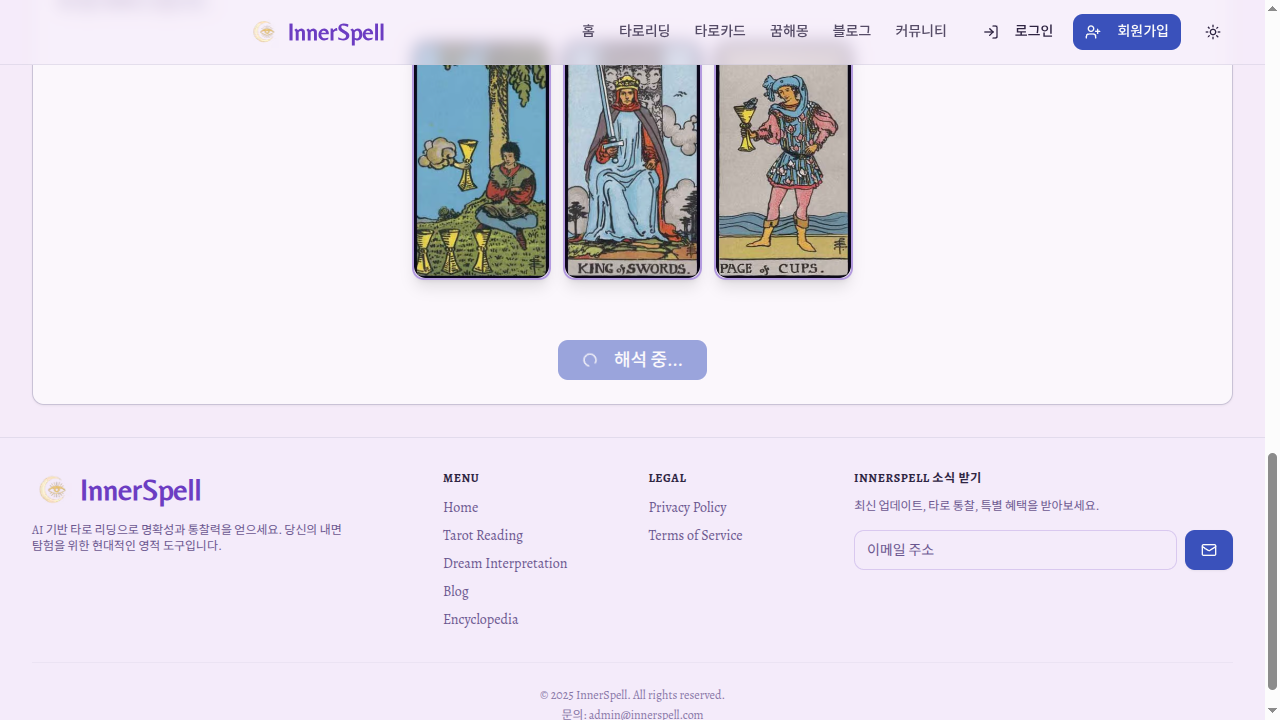 InnerSpell
홈
타로리딩
타로카드
꿈해몽
블로그
커뮤니티
로그인
회원가입
KING of SWORDS.
PAGE of CUPS.
해석 중...
InnerSpell
AI 기반 타로 리딩으로 명확성과 통찰력을 얻으세요. 당신의 내면
탐험을 위한 현대적인 영적 도구입니다.
MENU
Home
Tarot Reading
Dream Interpretation
Blog
Encyclopedia
LEGAL
Privacy Policy
Terms of Service
INNERSPELL 소식 받기
최신 업데이트, 타로 통찰, 특별 혜택을 받아보세요.
이메일 주소
© 2025 InnerSpell. All rights reserved.
문의: admin@innerspell.com